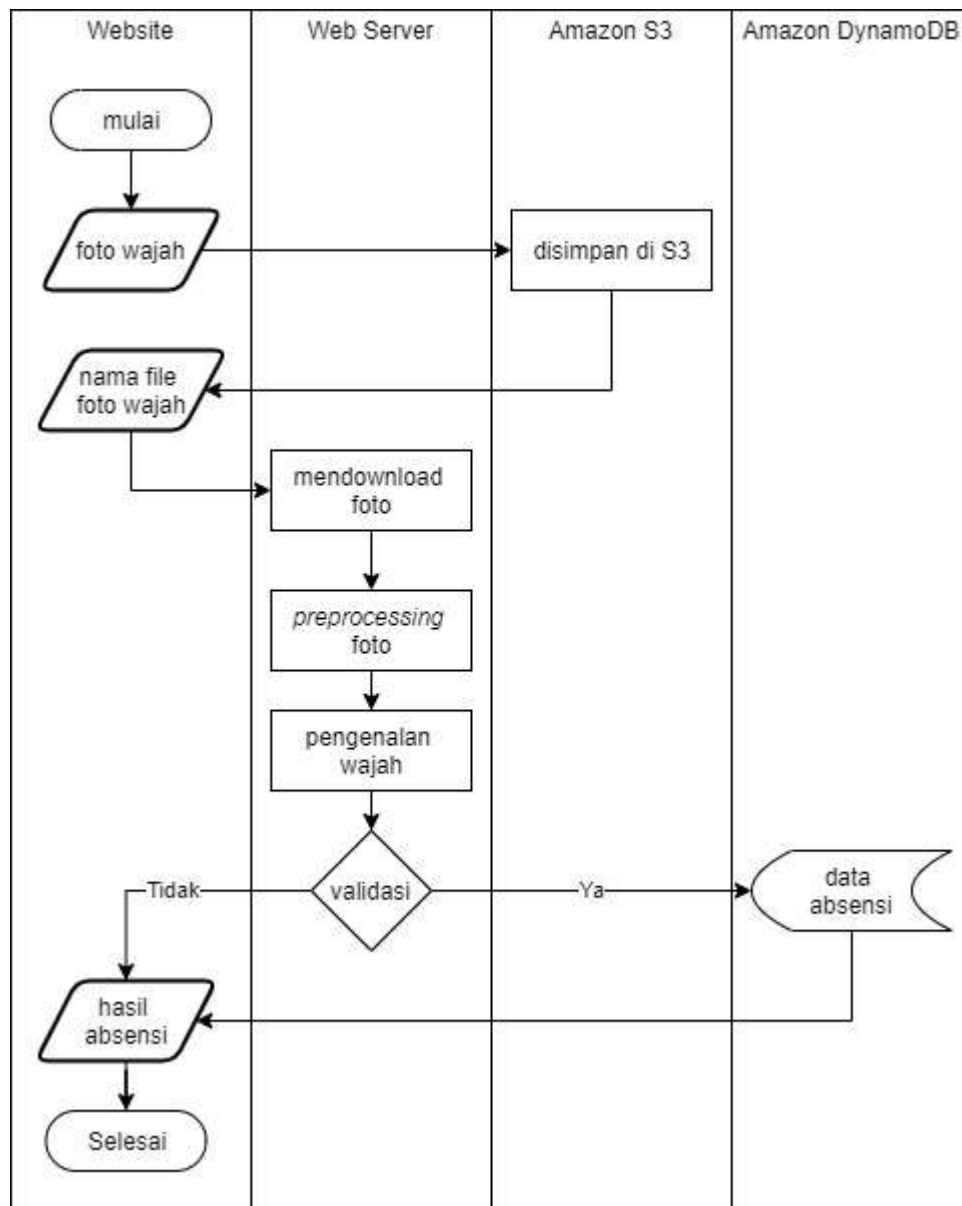 Website
Web Server
Amazon S3
Amazon DynamoDB
mulai
foto wajah
disimpan di S3
nama file
foto wajah
mendownload
foto
preprocessing
foto
pengenalan
wajah
Tidak
validasi
Ya
data
absensi
hasil
absensi
Selesai